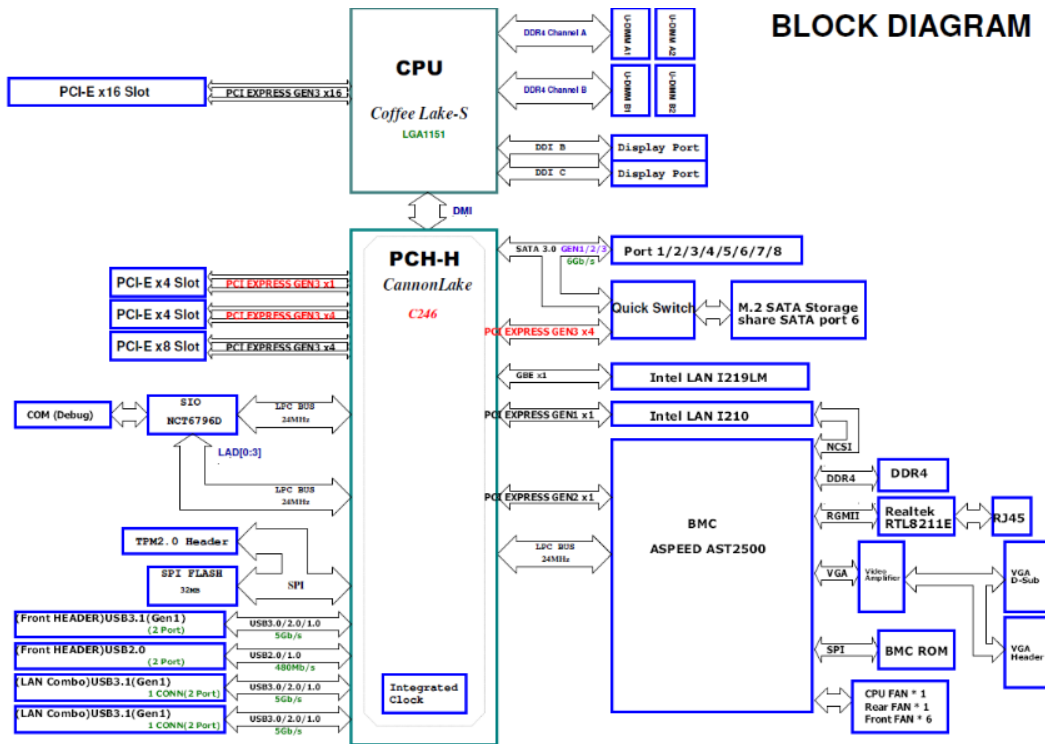 BLOCK DIAGRAM
CPU
Coffee Lake-S
LGA1151
DDR4 Channel A
U-DIMM A1
U-DIMM A2
DDR4 Channel B
U-DIMM B1
U-DIMM B2
PCI-E x16 Slot
PCI EXPRESS GEN3 x16
DDI B
Display Port
DDI C
Display Port
DMI
PCH-H
CannonLake
C246
SATA 3.0 GEN1/2/3
6Gb/s
Port 1/2/3/4/5/6/7/8
PCI-E x4 Slot
PCI EXPRESS GEN3 x1
PCI-E x4 Slot
PCI EXPRESS GEN3 x4
PCI-E x8 Slot
PCI EXPRESS GEN3 x4
Quick Switch
M.2 SATA Storage
share SATA port 6
PCI EXPRESS GEN3 x4
GBE x1
Intel LAN I219LM
PCI EXPRESS GEN1 x1
Intel LAN I210
COM (Debug)
SIO
NCT6796D
LPC BUS
24MHz
LAD[0:3]
LPC BUS
24MHz
NCSI
DDR4
DDR4
PCI EXPRESS GEN2 x1
BMC
ASPEED AST2500
RGMII
Realtek
RTL8211E
RJ45
TPM2.0 Header
SPI FLASH
32MB
SPI
LPC BUS
24MHz
VGA
Video
Amplifier
VGA
D-Sub
VGA
Header
(Front HEADER)USB3.1(Gen1)
(2 Port)
USB3.0/2.0/1.0
5Gb/s
(Front HEADER)USB2.0
(2 Port)
USB2.0/1.0
480Mb/s
(LAN Combo)USB3.1(Gen1)
1 CONN(2 Port)
USB3.0/2.0/1.0
5Gb/s
(LAN Combo)USB3.1(Gen1)
1 CONN(2 Port)
USB3.0/2.0/1.0
5Gb/s
Integrated
Clock
SPI
BMC ROM
CPU FAN * 1
Rear FAN * 1
Front FAN * 6